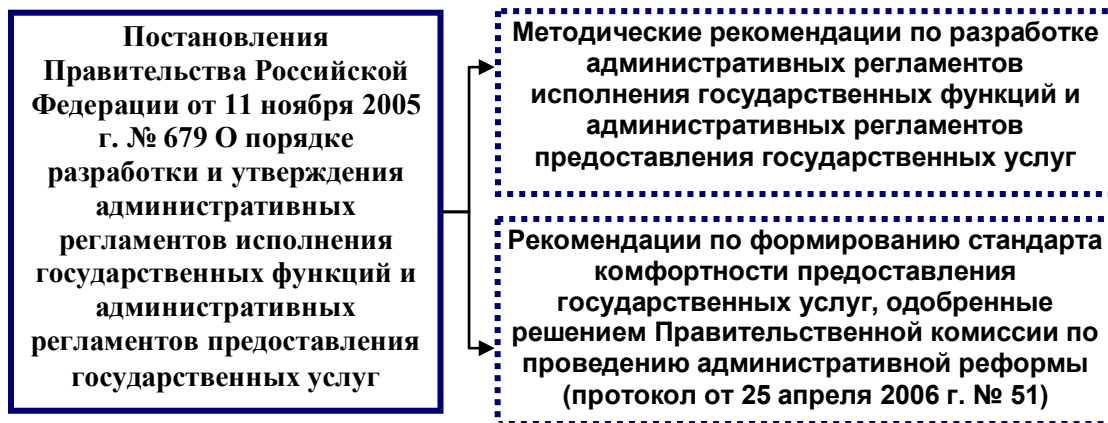 Постановления
Правительства Российской
Федерации от 11 ноября 2005
г. № 679 О порядке
разработки и утверждения
административных
регламентов исполнения
государственных функций и
административных
регламентов предоставления
государственных услуг
Методические рекомендации по разработке
административных регламентов
исполнения государственных функций и
административных регламентов
предоставления государственных услуг
Рекомендации по формированию стандарта
комфортности предоставления
государственных услуг, одобренные
решением Правительственной комиссии по
проведению административной реформы
(протокол от 25 апреля 2006 г. № 51)